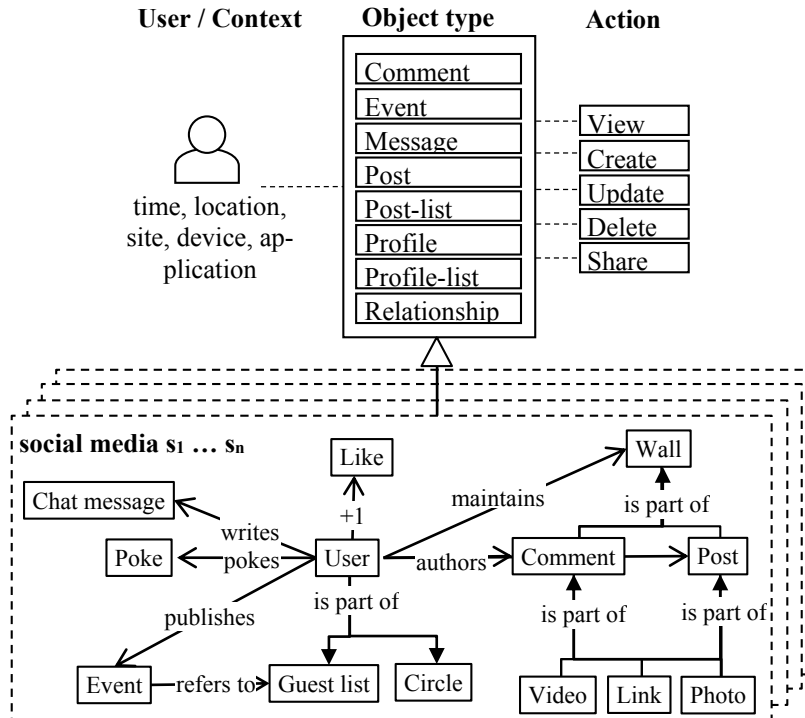 User / Context
Object type
Action
Comment
Event
Message
Post
Post-list
Profile
Profile-list
Relationship
View
Create
Update
Delete
Share
time, location,
site, device, ap-
plication
social media s1 … sn
Like
Wall
Chat message
maintains
is part of
+1
writes
Poke
pokes
User
authors
Comment
Post
publishes
is part of
is part of
is part of
Event
refers to
Guest list
Circle
Video
Link
Photo